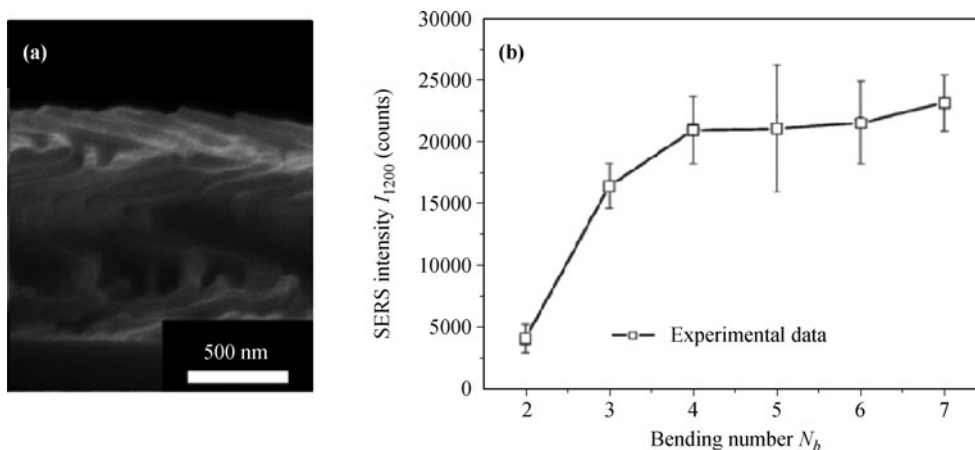 (a)
500 nm
(b)
SERS intensity I1200 (counts)
30000
25000
20000
15000
10000
5000
0
Experimental data
2 3 4 5 6 7
Bending number Nb